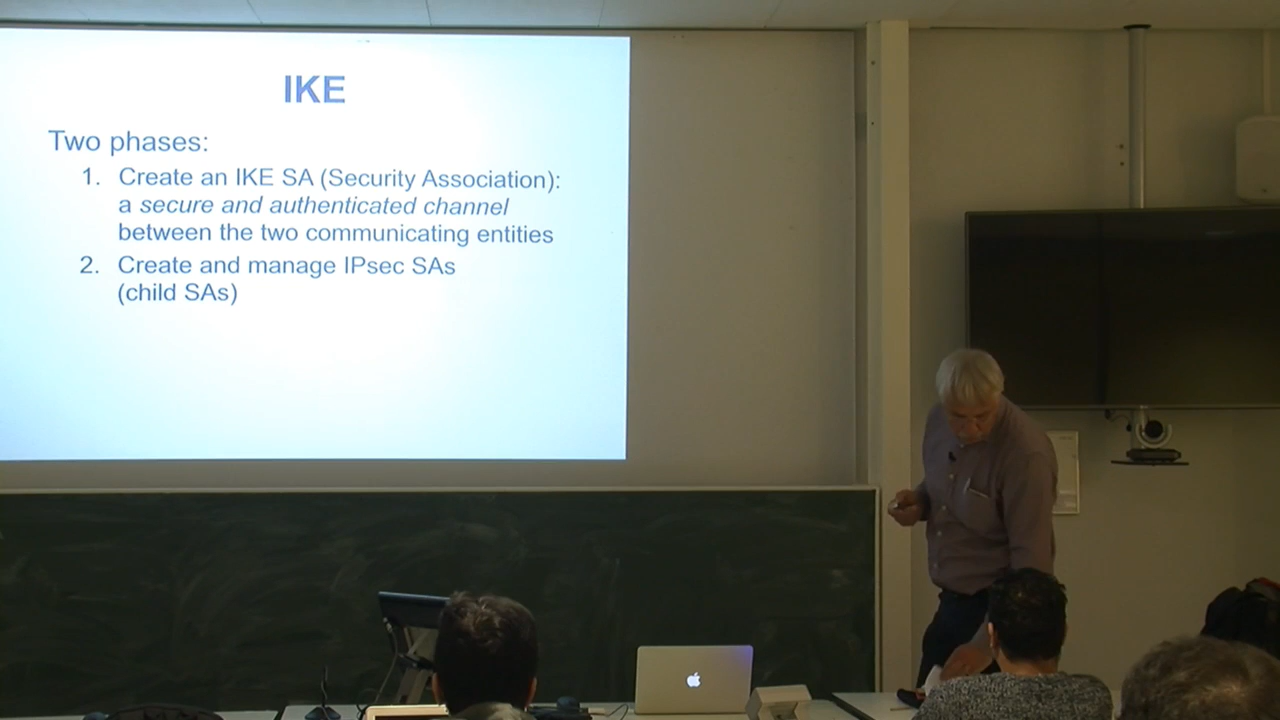 IKE
Two phases:
1. Create an IKE SA (Security Association):
a secure and authenticated channel
between the two communicating entities
2. Create and manage IPsec SAs
(child SAs)